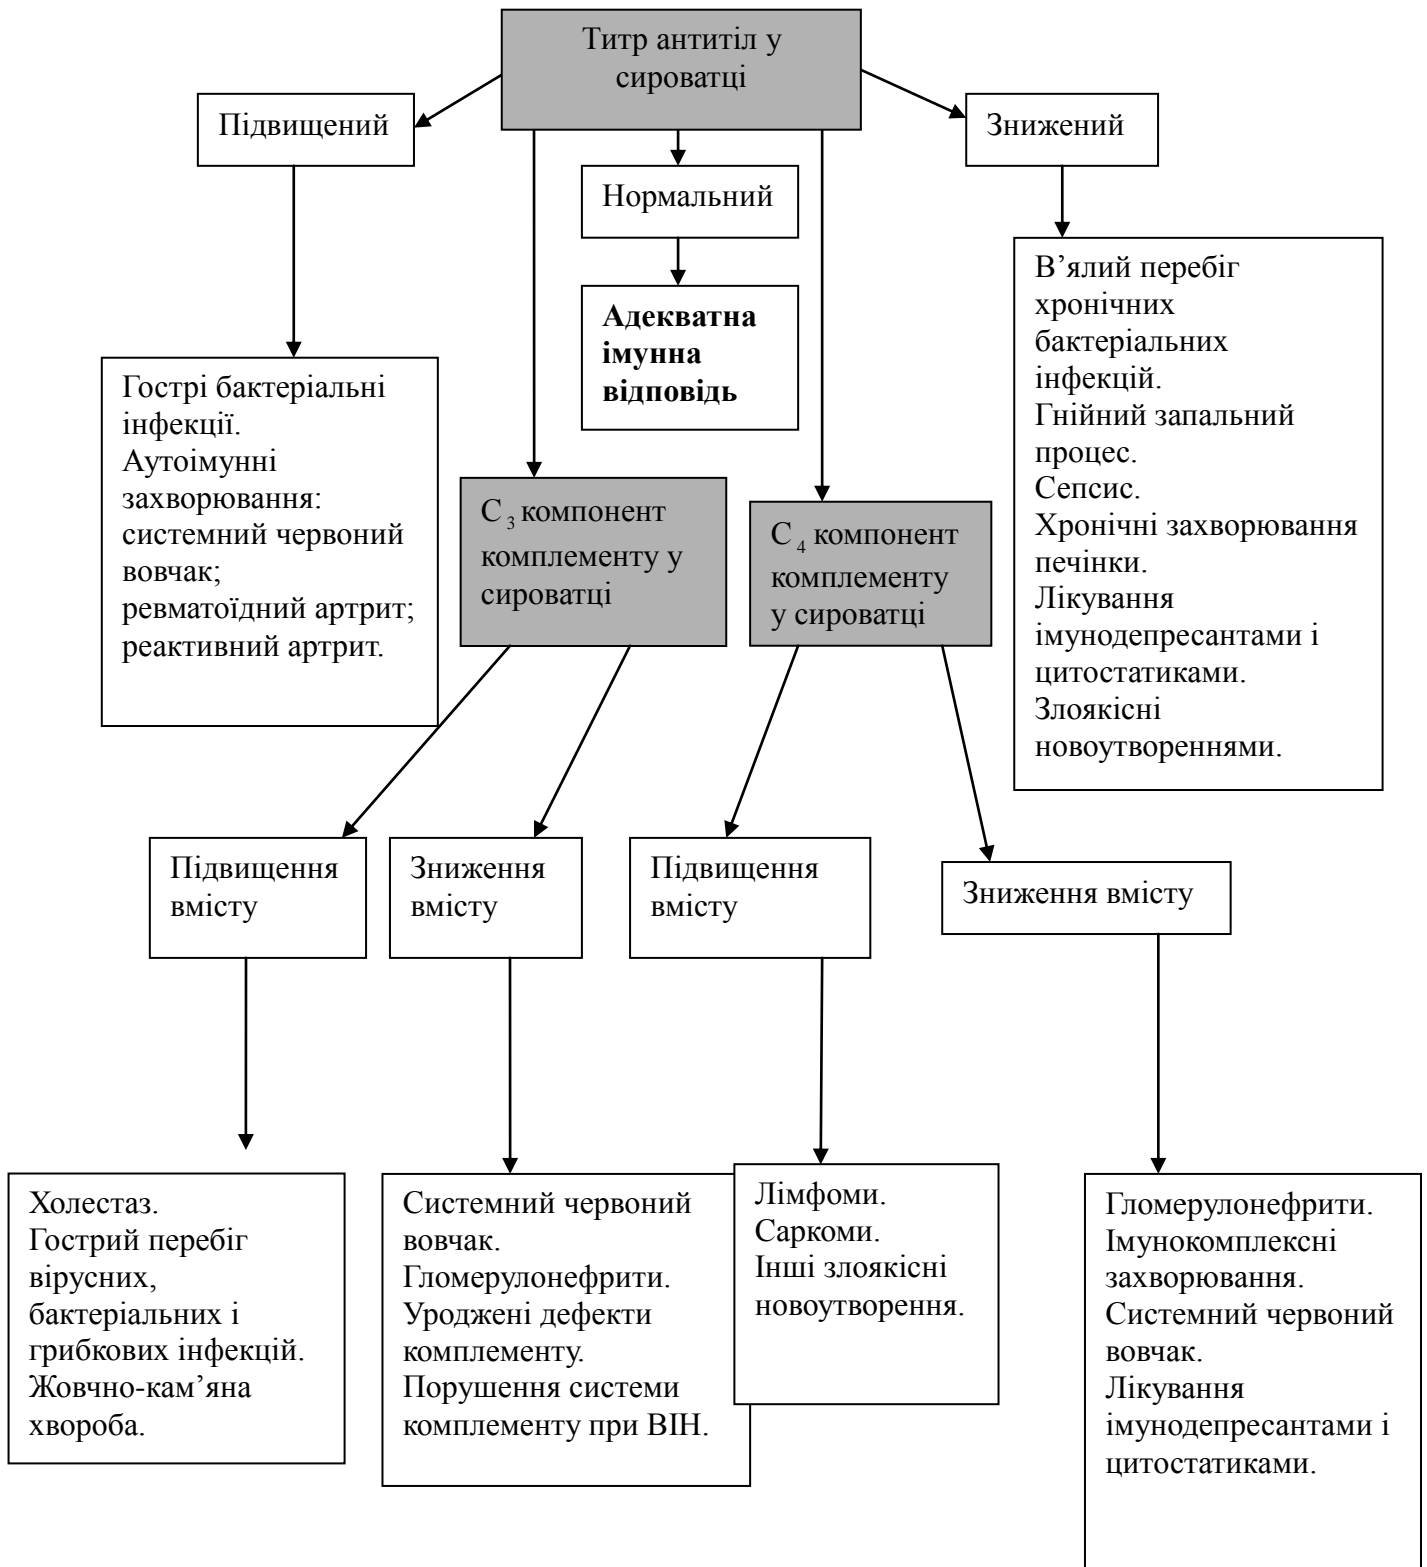 Титр антитіл у
сироватці
Підвищений
Знижений
Нормальний
Адекватна
імунна
відповідь
В’ялий перебіг
хронічних
бактеріальних
інфекцій.
Гнійний запальний
процес.
Сепсис.
Хронічні захворювання
печінки.
Лікування
імунодепресантами і
цитостатиками.
Злоякісні
новоутвореннями.
Гострі бактеріальні
інфекції.
Аутоімунні
захворювання:
системний червоний
вовчак;
ревматоїдний артрит;
реактивний артрит.
С₃ компонент
комплементу у
сироватці
С₄ компонент
комплементу
у сироватці
Підвищення
вмісту
Зниження
вмісту
Підвищення
вмісту
Зниження вмісту
Холестаз.
Гострий перебіг
вірусних,
бактеріальних і
грибкових інфекцій.
Жовчно-кам’яна
хвороба.
Системний червоний
вовчак.
Гломерулонефрити.
Уроджені дефекти
комплементу.
Порушення системи
комплементу при ВІН.
Лімфоми.
Саркоми.
Інші злоякісні
новоутворення.
Гломерулонефрити.
Імунокомплексні
захворювання.
Системний червоний
вовчак.
Лікування
імунодепресантами і
цитостатиками.